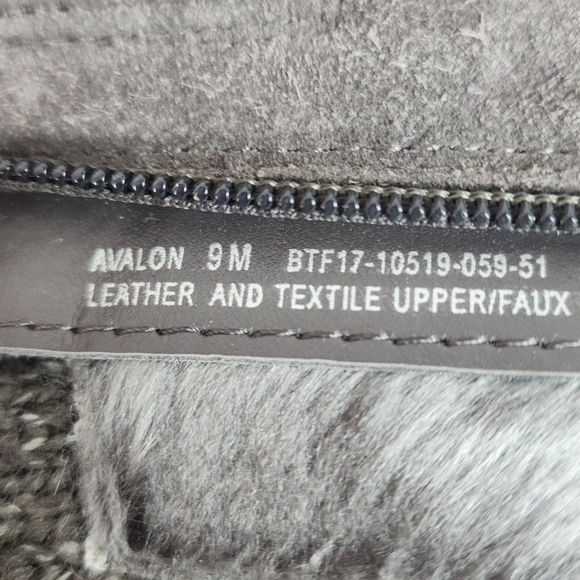 AVALON 9M BTF17-10519-059-51
LEATHER AND TEXTILE UPPER/FAUX